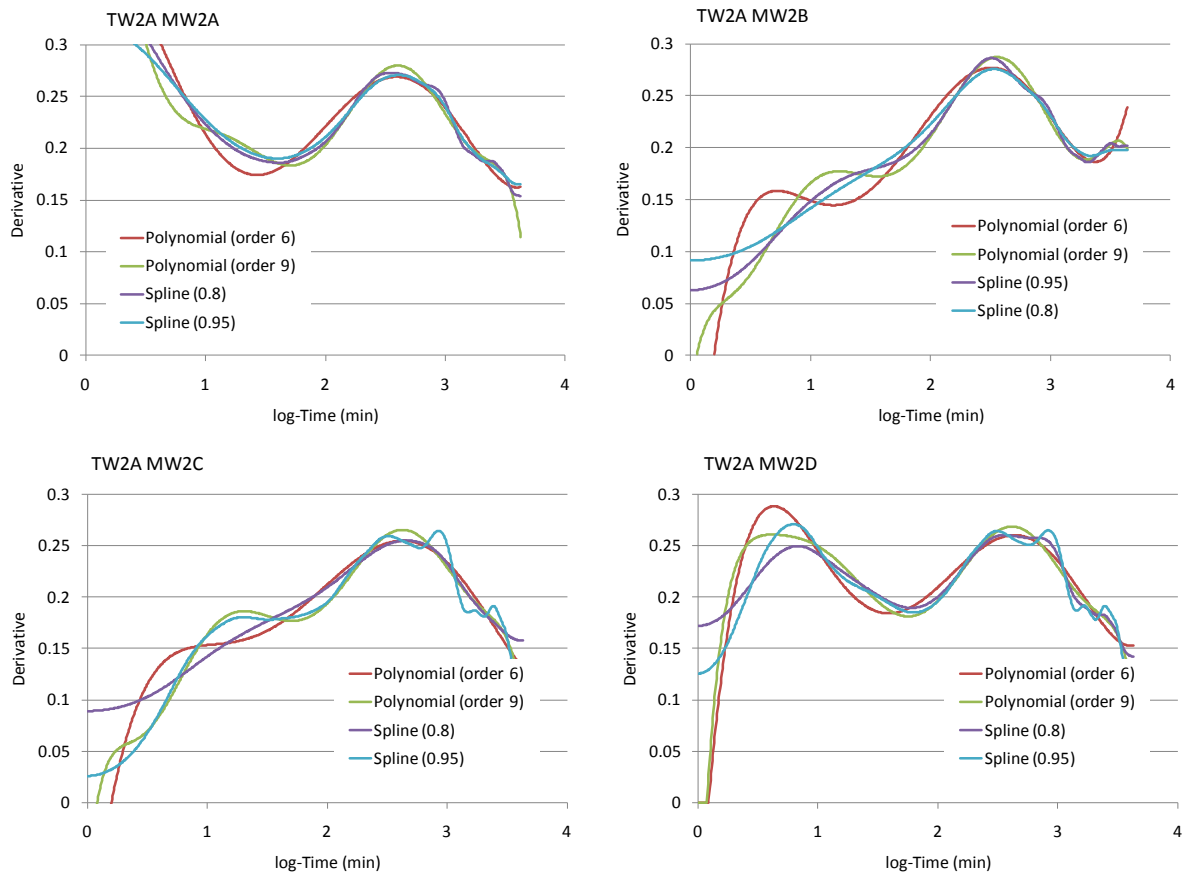 TW2A MW2A
0.3
0.25
0.2
0.15
0.1
0.05
0
Derivative
Polynomial (order 6)
Polynomial (order 9)
Spline (0.8)
Spline (0.95)
0 1 2 3 4
log-Time (min)
TW2A MW2B
0.3
0.25
0.2
0.15
0.1
0.05
0
Derivative
Polynomial (order 6)
Polynomial (order 9)
Spline (0.95)
Spline (0.8)
0 1 2 3 4
log-Time (min)
TW2A MW2C
0.3
0.25
0.2
0.15
0.1
0.05
0
Derivative
Polynomial (order 6)
Polynomial (order 9)
Spline (0.8)
Spline (0.95)
0 1 2 3 4
log-Time (min)
TW2A MW2D
0.3
0.25
0.2
0.15
0.1
0.05
0
Derivative
Polynomial (order 6)
Polynomial (order 9)
Spline (0.8)
Spline (0.95)
0 1 2 3 4
log-Time (min)